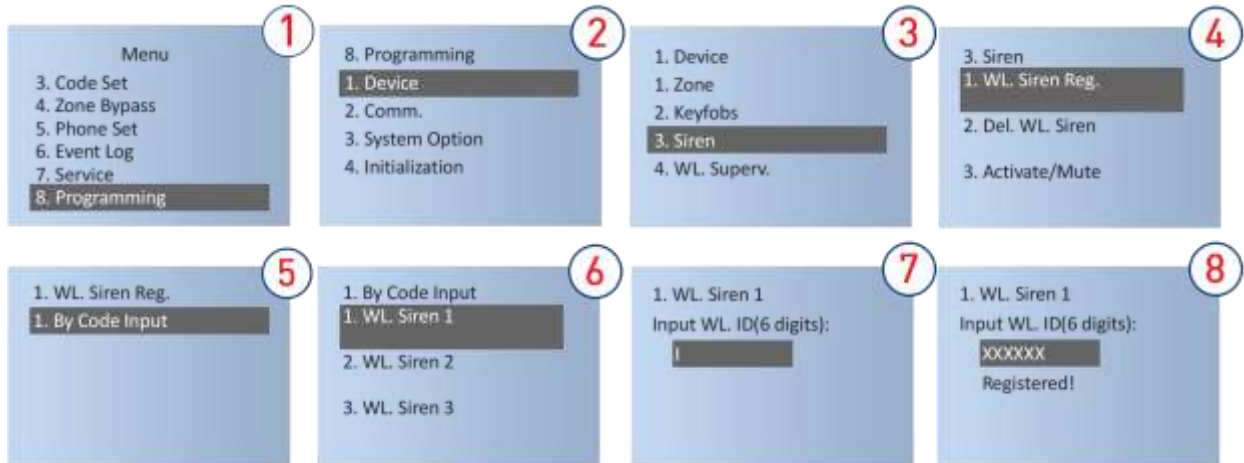 1
Menu
3. Code Set
4. Zone Bypass
5. Phone Set
6. Event Log
7. Service
8. Programming
2
8. Programming
1. Device
2. Comm.
3. System Option
4. Initialization
3
1. Device
1. Zone
2. Keyfobs
3. Siren
4. WL. Superv.
4
3. Siren
1. WL. Siren Reg.
2. Del. WL. Siren
3. Activate/Mute
5
1. WL. Siren Reg.
1. By Code Input
6
1. By Code Input
1. WL. Siren 1
2. WL. Siren 2
3. WL. Siren 3
7
1. WL. Siren 1
Input WL. ID(6 digits):
I
8
1. WL. Siren 1
Input WL. ID(6 digits):
XXXXXX
Registered!